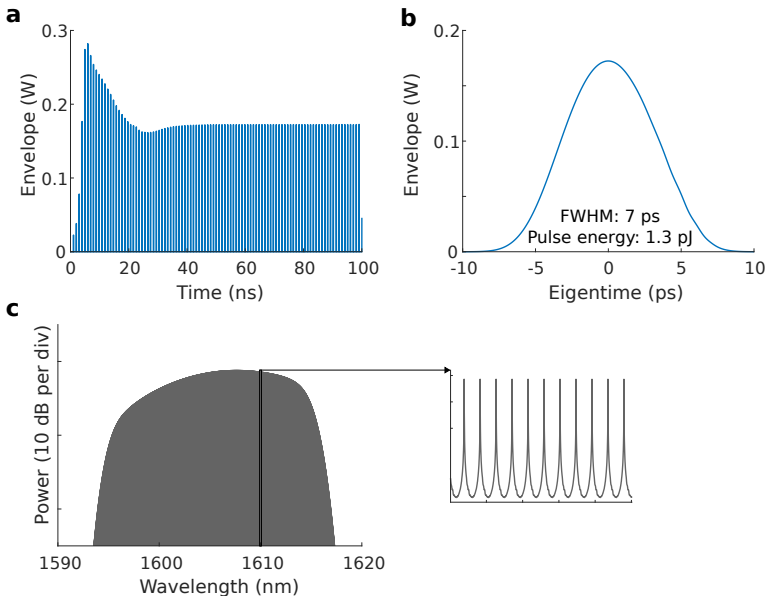 a
0.3
0.2
0.1
0
Envelope (W)
0
20
40
60
80
100
Time (ns)
b
0.2
0.1
0
Envelope (W)
FWHM: 7 ps
Pulse energy: 1.3 pJ
-10
-5
0
5
10
Eigentime (ps)
c
Power (10 dB per div)
1590
1600
1610
1620
Wavelength (nm)